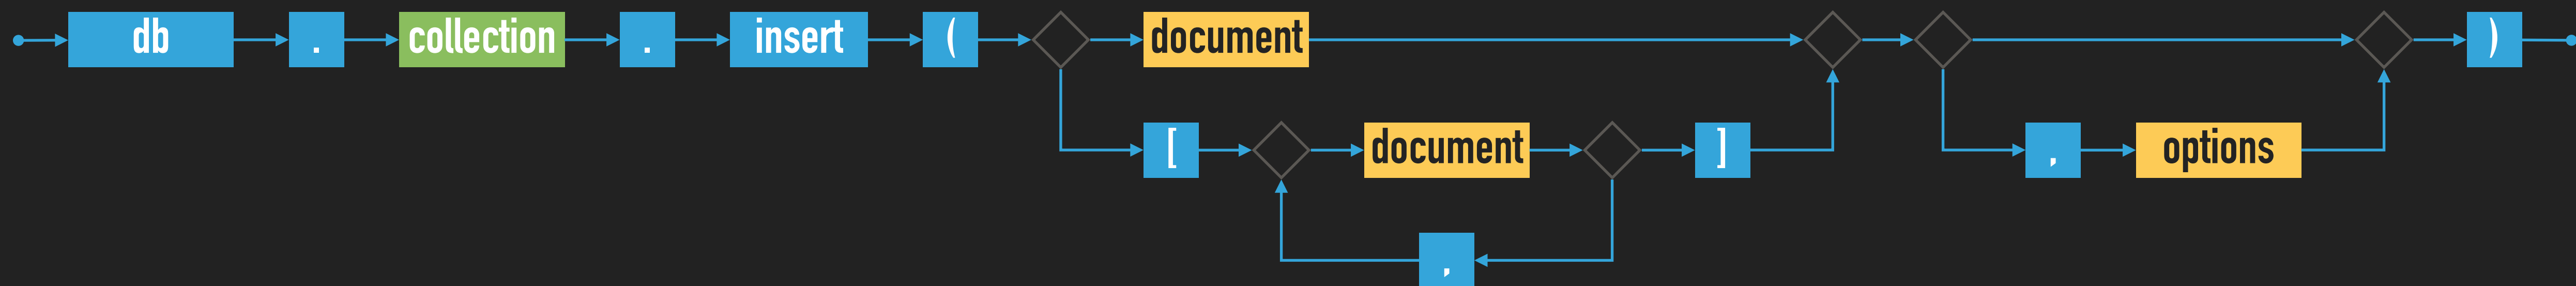 db . collection . insert ( document )
[ document ] , options
,